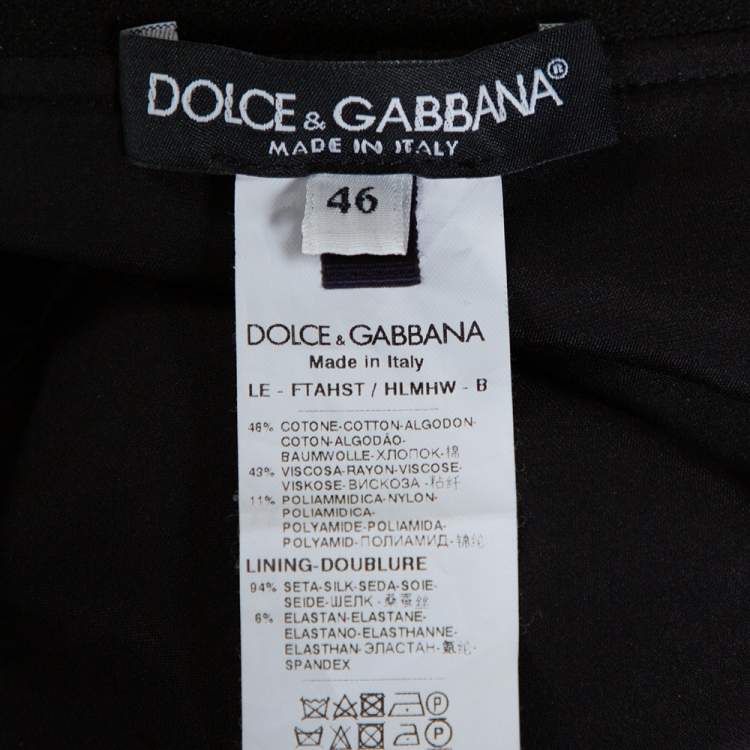 DOLCE & GABBANA®
MADE IN ITALY
46
DOLCE & GABBANA
Made in Italy
LE - FTAHST / HLMHW - B
46% COTONE-COTTON-ALGODON-
COTON-ALGODÃO-
BAUMWOLLE-ХЛОПОК-棉
43% VISCOSA-RAYON-VISCOSE-
VISKOSE-ВИСКОЗА-粘纤
11% POLIAMMIDICA-NYLON-
POLIAMIDICA-
POLYAMIDE-POLIAMIDA-
POLYAMID-ПОЛИАМИД-锦纶
LINING-DOUBLURE
94% SETA-SILK-SEDA-SOIE-
SEIDE-ШЕЛК-桑蚕丝
6% ELASTAN-ELASTANE-
ELASTANO-ELASTHANNE-
ELASTHAN-ЭЛАСТАН-氨纶-
SPANDEX
P
P